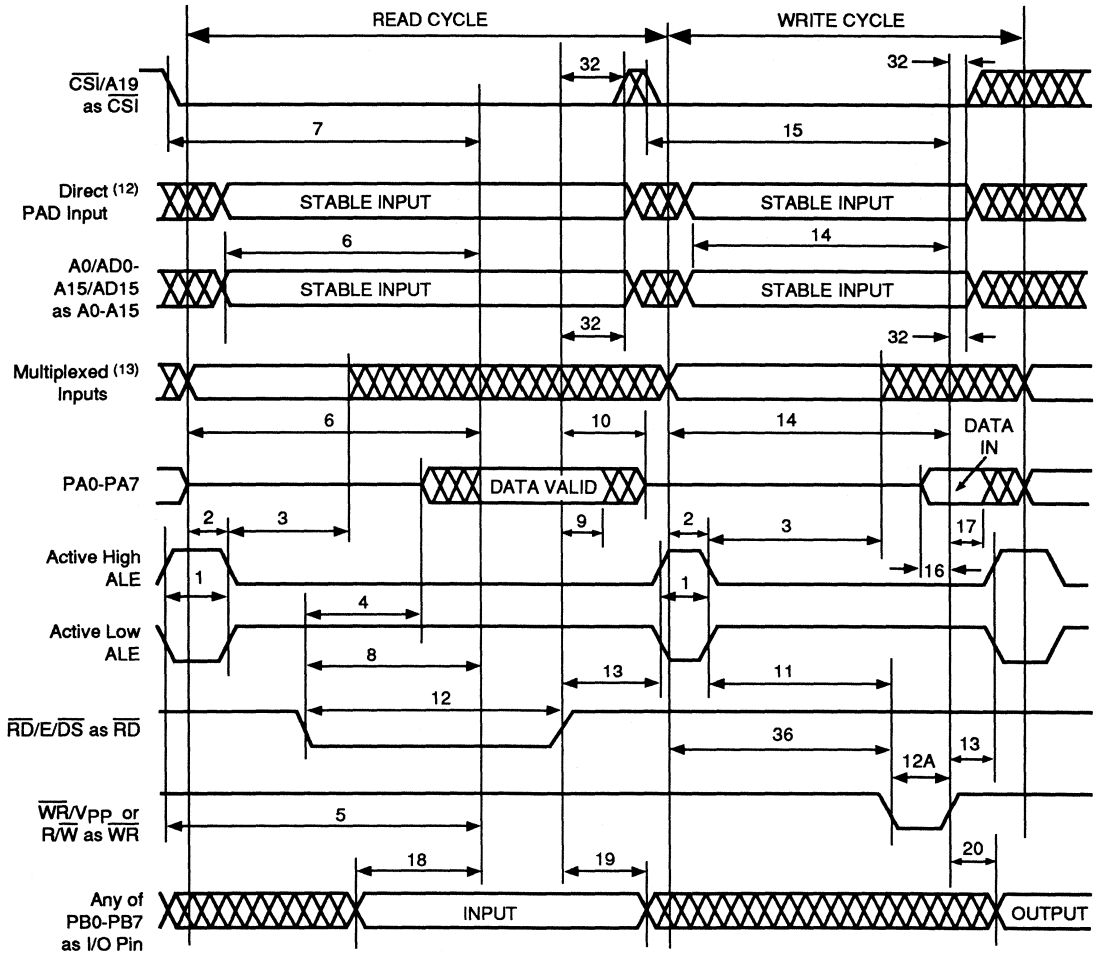 READ CYCLE
WRITE CYCLE
32
32
CSI/A19
as CSI
7
15
Direct (12)
PAD Input
STABLE INPUT
STABLE INPUT
6
14
A0/AD0-
A15/AD15
as A0-A15
STABLE INPUT
STABLE INPUT
32
32
Multiplexed (13)
Inputs
6
10
14
DATA
IN
PA0-PA7
DATA VALID
2
3
9
2
3
17
Active High
ALE
1
1
16
4
Active Low
ALE
8
13
11
12
RD/E/DS as RD
36
12A
13
WR/VPP or
R/W as WR
5
18
19
20
Any of
PB0-PB7
as I/O Pin
INPUT
OUTPUT